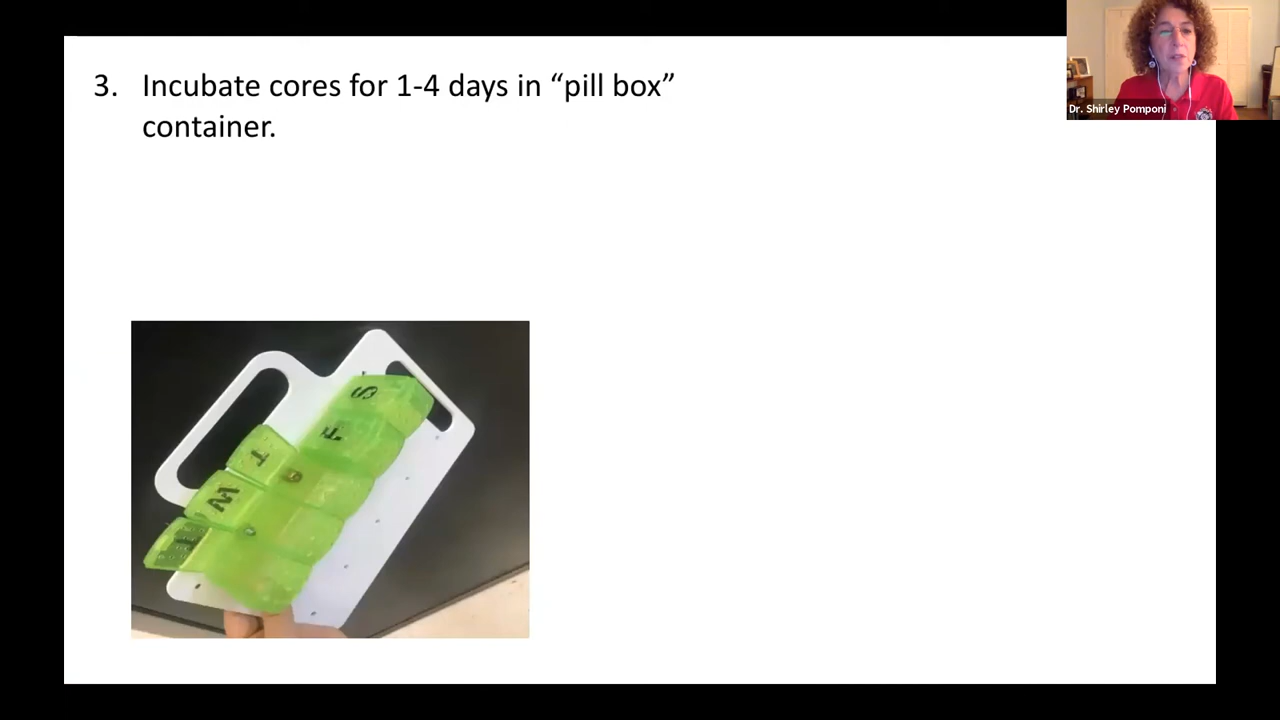 3. Incubate cores for 1-4 days in “pill box”
container.
Dr. Shirley Pomponi
S
F
T
W
T